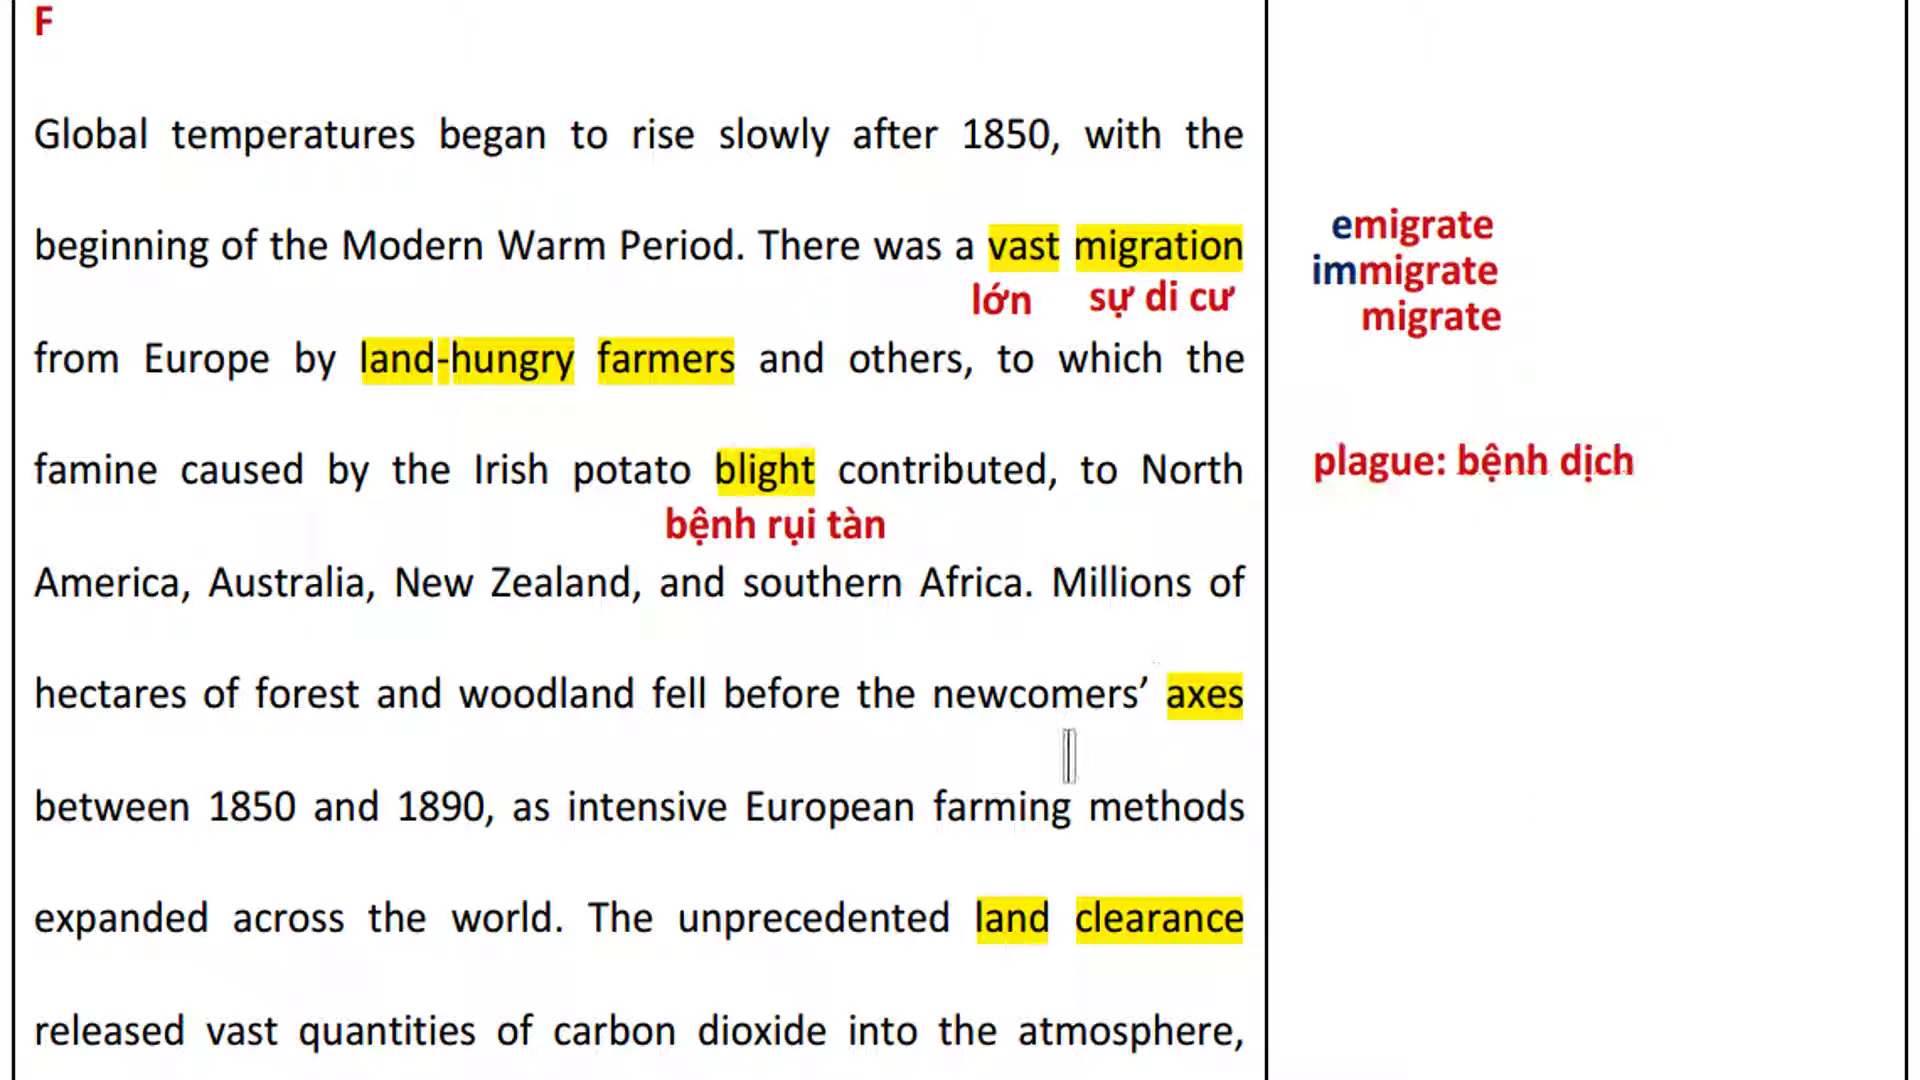 F
Global temperatures began to rise slowly after 1850, with the
beginning of the Modern Warm Period. There was a vast migration
lớn sự di cư
from Europe by land-hungry farmers and others, to which the
famine caused by the Irish potato blight contributed, to North
bệnh rụi tàn
America, Australia, New Zealand, and southern Africa. Millions of
hectares of forest and woodland fell before the newcomers’ axes
between 1850 and 1890, as intensive European farming methods
expanded across the world. The unprecedented land clearance
released vast quantities of carbon dioxide into the atmosphere,
emigrate
immigrate
migrate
plague: bệnh dịch